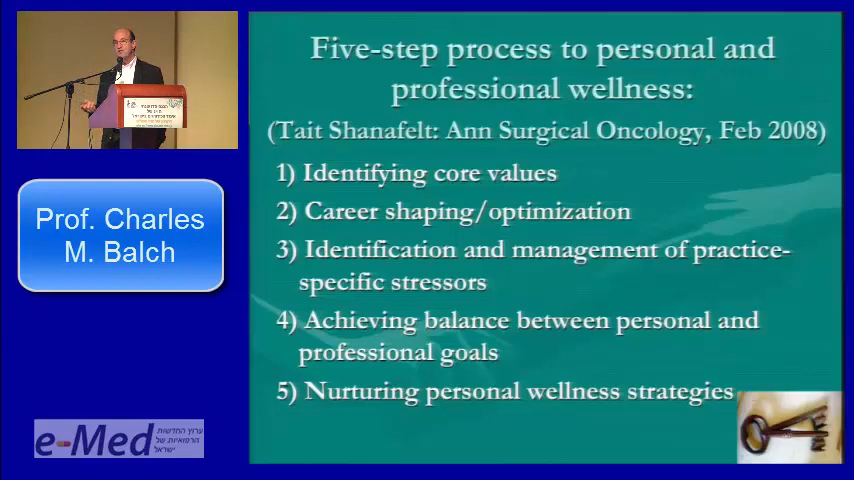 Five-step process to personal and
professional wellness:
(Tait Shanafelt: Ann Surgical Oncology, Feb 2008)
1) Identifying core values
2) Career shaping/optimization
3) Identification and management of practice-
specific stressors
4) Achieving balance between personal and
professional goals
5) Nurturing personal wellness strategies
Prof. Charles
M. Balch
e-Med
ערוץ החדשות
הרפואיות של
ישראל